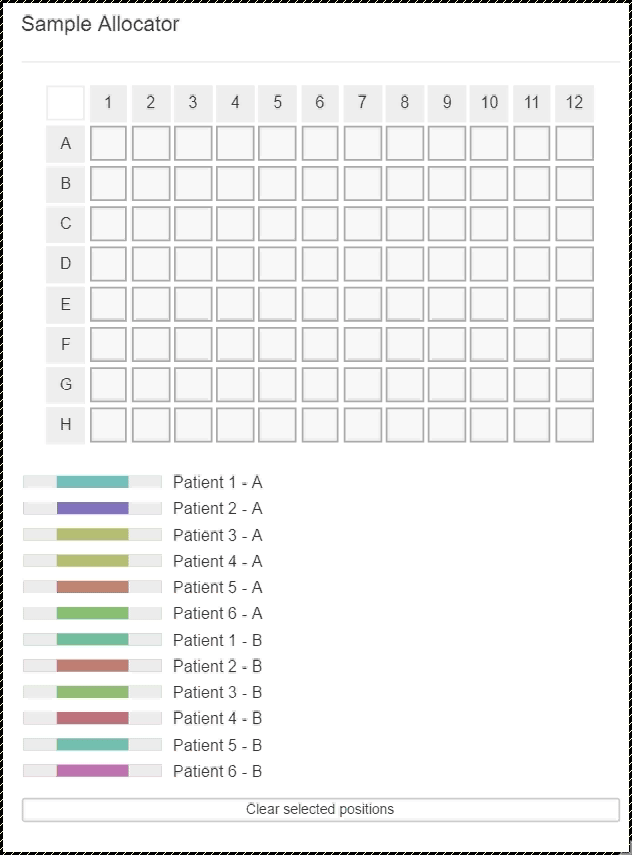 Sample Allocator
1 2 3 4 5 6 7 8 9 10 11 12
A
B
C
D
E
F
G
H
Patient 1 - A
Patient 2 - A
Patient 3 - A
Patient 4 - A
Patient 5 - A
Patient 6 - A
Patient 1 - B
Patient 2 - B
Patient 3 - B
Patient 4 - B
Patient 5 - B
Patient 6 - B
Clear selected positions